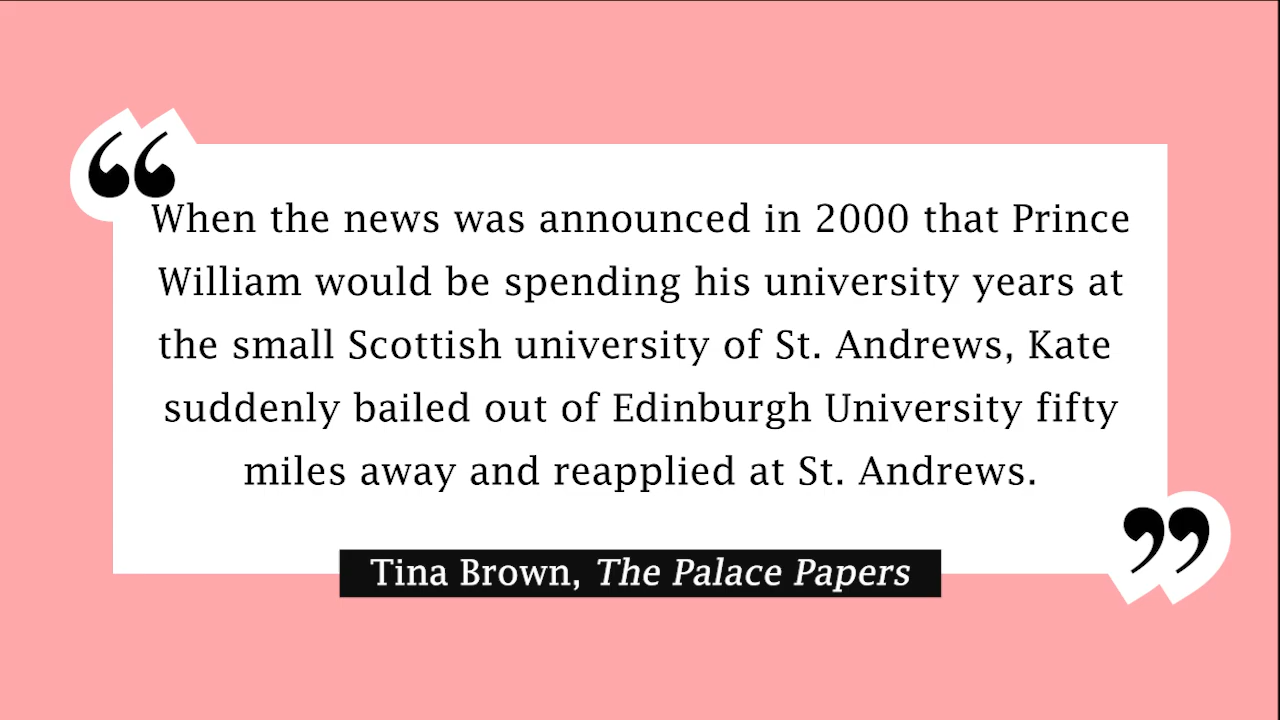 “
When the news was announced in 2000 that Prince
William would be spending his university years at
the small Scottish university of St. Andrews, Kate
suddenly bailed out of Edinburgh University fifty
miles away and reapplied at St. Andrews.
”
Tina Brown, The Palace Papers